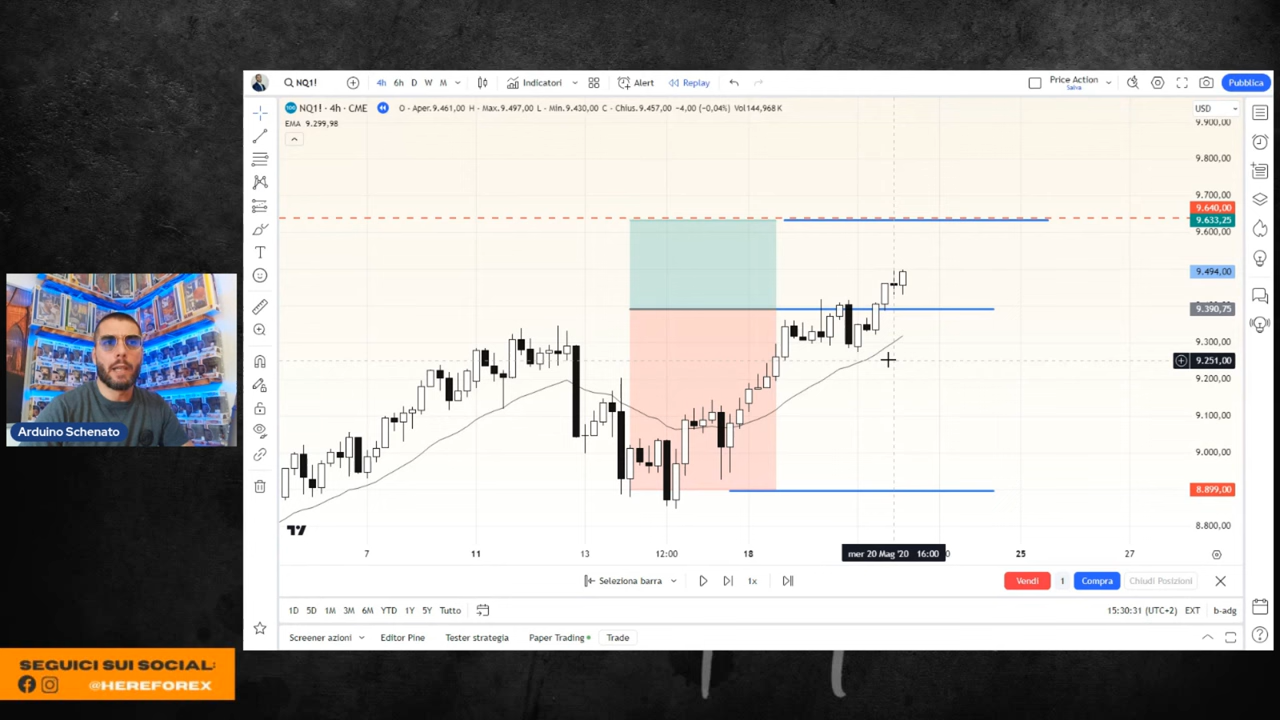 NQ1!
4h 6h D W M
Indicatori
Alert
Replay
Price Action
Salva
Pubblica
NQ1! · 4h · CME
O - Aper.9.461,00 H - Max.9.497,00 L - Min.9.430,00 C - Chius.9.457,00 −4,00 (−0,04%) Vol144,968K
USD
EMA 9.299,98
9.900,00
9.800,00
9.700,00
9.640,00
9.633,25
9.600,00
9.494,00
9.390,75
9.300,00
9.251,00
9.200,00
9.100,00
9.000,00
8.899,00
8.800,00
Arduino Schenato
7 11 13 12:00 18 mer 20 Mag '20 16:00 25 27
Seleziona barra
1x
Vendi 1 Compra Chiudi Posizioni
1D 5D 1M 3M 6M YTD 1Y 5Y Tutto
15:30:31 (UTC+2) EXT b-adg
Screener azioni
Editor Pine
Tester strategia
Paper Trading
Trade
SEGUICI SUI SOCIAL:
@HEREFOREX